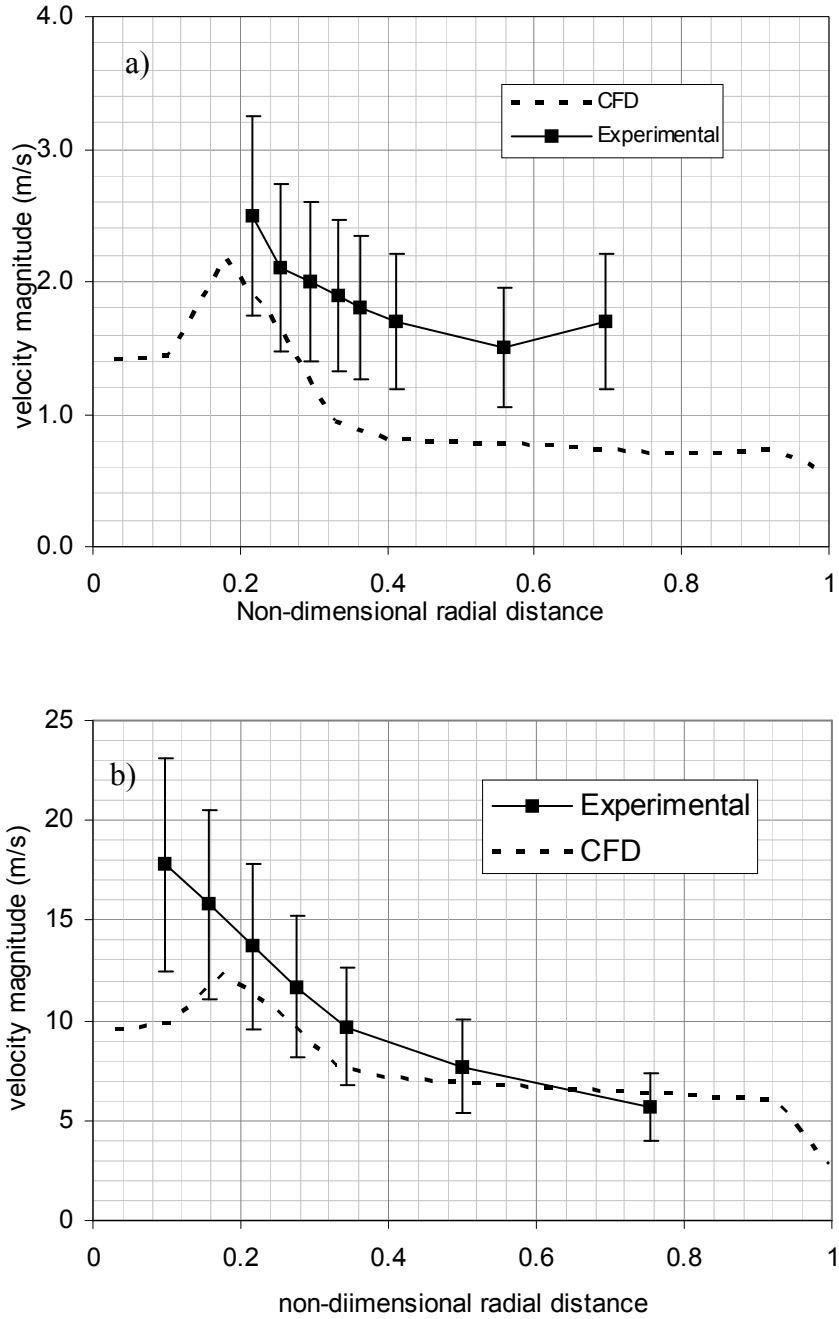 4.0
a)
CFD
Experimental
3.0
2.0
1.0
0.0
velocity magnitude (m/s)
0 0.2 0.4 0.6 0.8 1
Non-dimensional radial distance
25
b)
Experimental
CFD
20
15
10
5
0
velocity magnitude (m/s)
0 0.2 0.4 0.6 0.8 1
non-diimensional radial distance